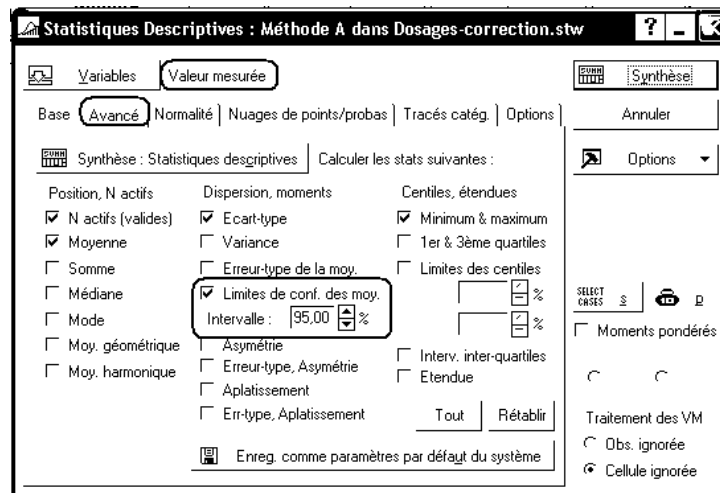 Statistiques Descriptives : Méthode A dans Dosages-correction.stw
Variables Valeur mesurée
Base Avancé Normalité Nuages de points/probas Tracés catég. Options
Synthèse : Statistiques descriptives Calculer les stats suivantes :
Position, N actifs
N actifs (valides)
Moyenne
Somme
Médiane
Mode
Moy. géométrique
Moy. harmonique
Dispersion, moments
Ecart-type
Variance
Erreur-type de la moy.
Limites de conf. des moy.
Intervalle : 95,00 %
Asymétrie
Erreur-type, Asymétrie
Aplatissement
Err-type, Aplatissement
Centiles, étendues
Minimum & maximum
1er & 3ème quartiles
Limites des centiles
%
%
Interv. inter-quartiles
Etendue
Tout Rétablir
Enreg. comme paramètres par défaut du système
Synthèse
Annuler
Options
SELECT CASES S D
Moments pondérés
Traitement des VM
Obs. ignorée
Cellule ignorée